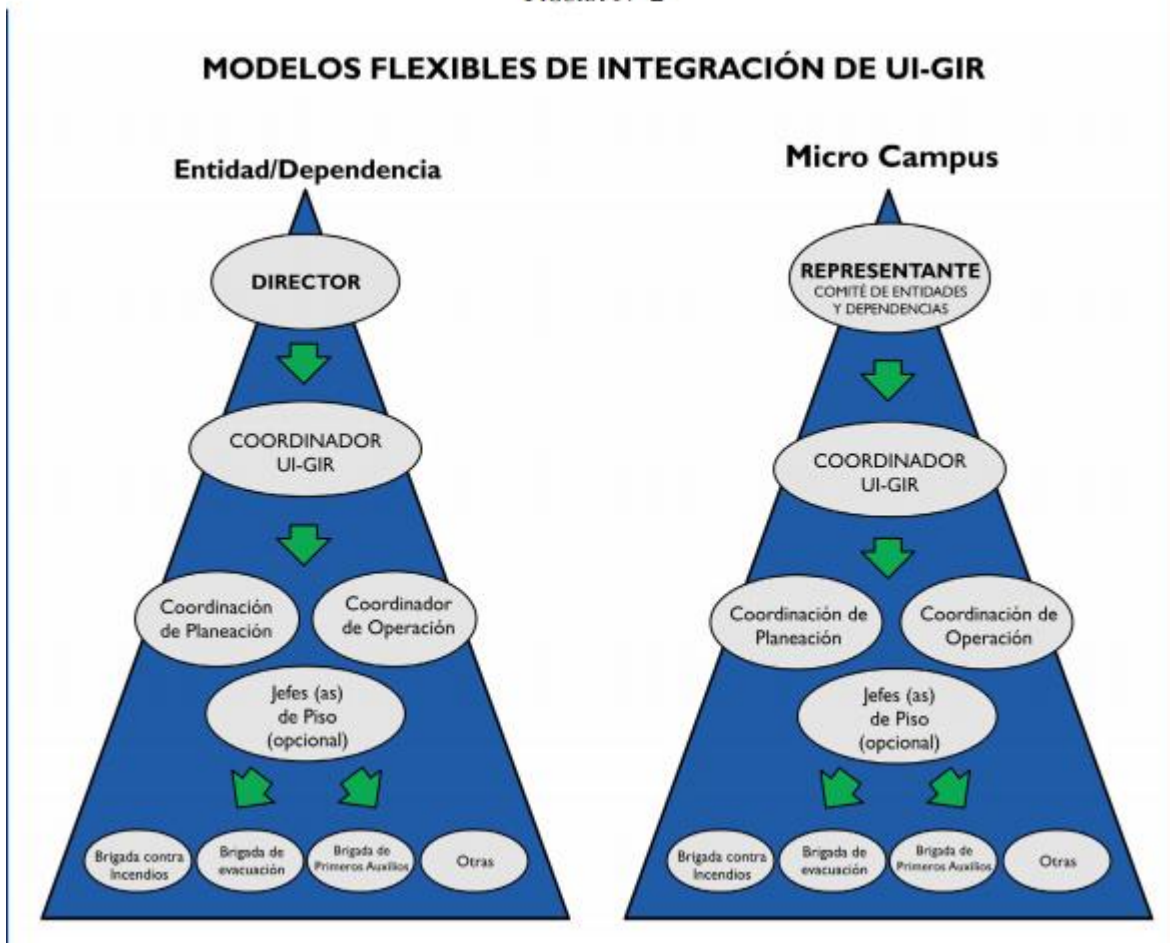 MODELOS FLEXIBLES DE INTEGRACIÓN DE UI-GIR
Entidad/Dependencia
DIRECTOR
COORDINADOR
UI-GIR
Coordinación
de Planeación
Coordinador
de Operación
Jefes (as)
de Piso
(opcional)
Brigada contra
Incendios
Brigada de
evacuación
Brigada de
Primeros Auxilios
Otras
Micro Campus
REPRESENTANTE
COMITÉ DE ENTIDADES
Y DEPENDENCIAS
COORDINADOR
UI-GIR
Coordinación de
Planeación
Coordinación de
Operación
Jefes (as)
de Piso
(opcional)
Brigada contra
Incendios
Brigada de
evacuación
Brigada de
Primeros Auxilios
Otras